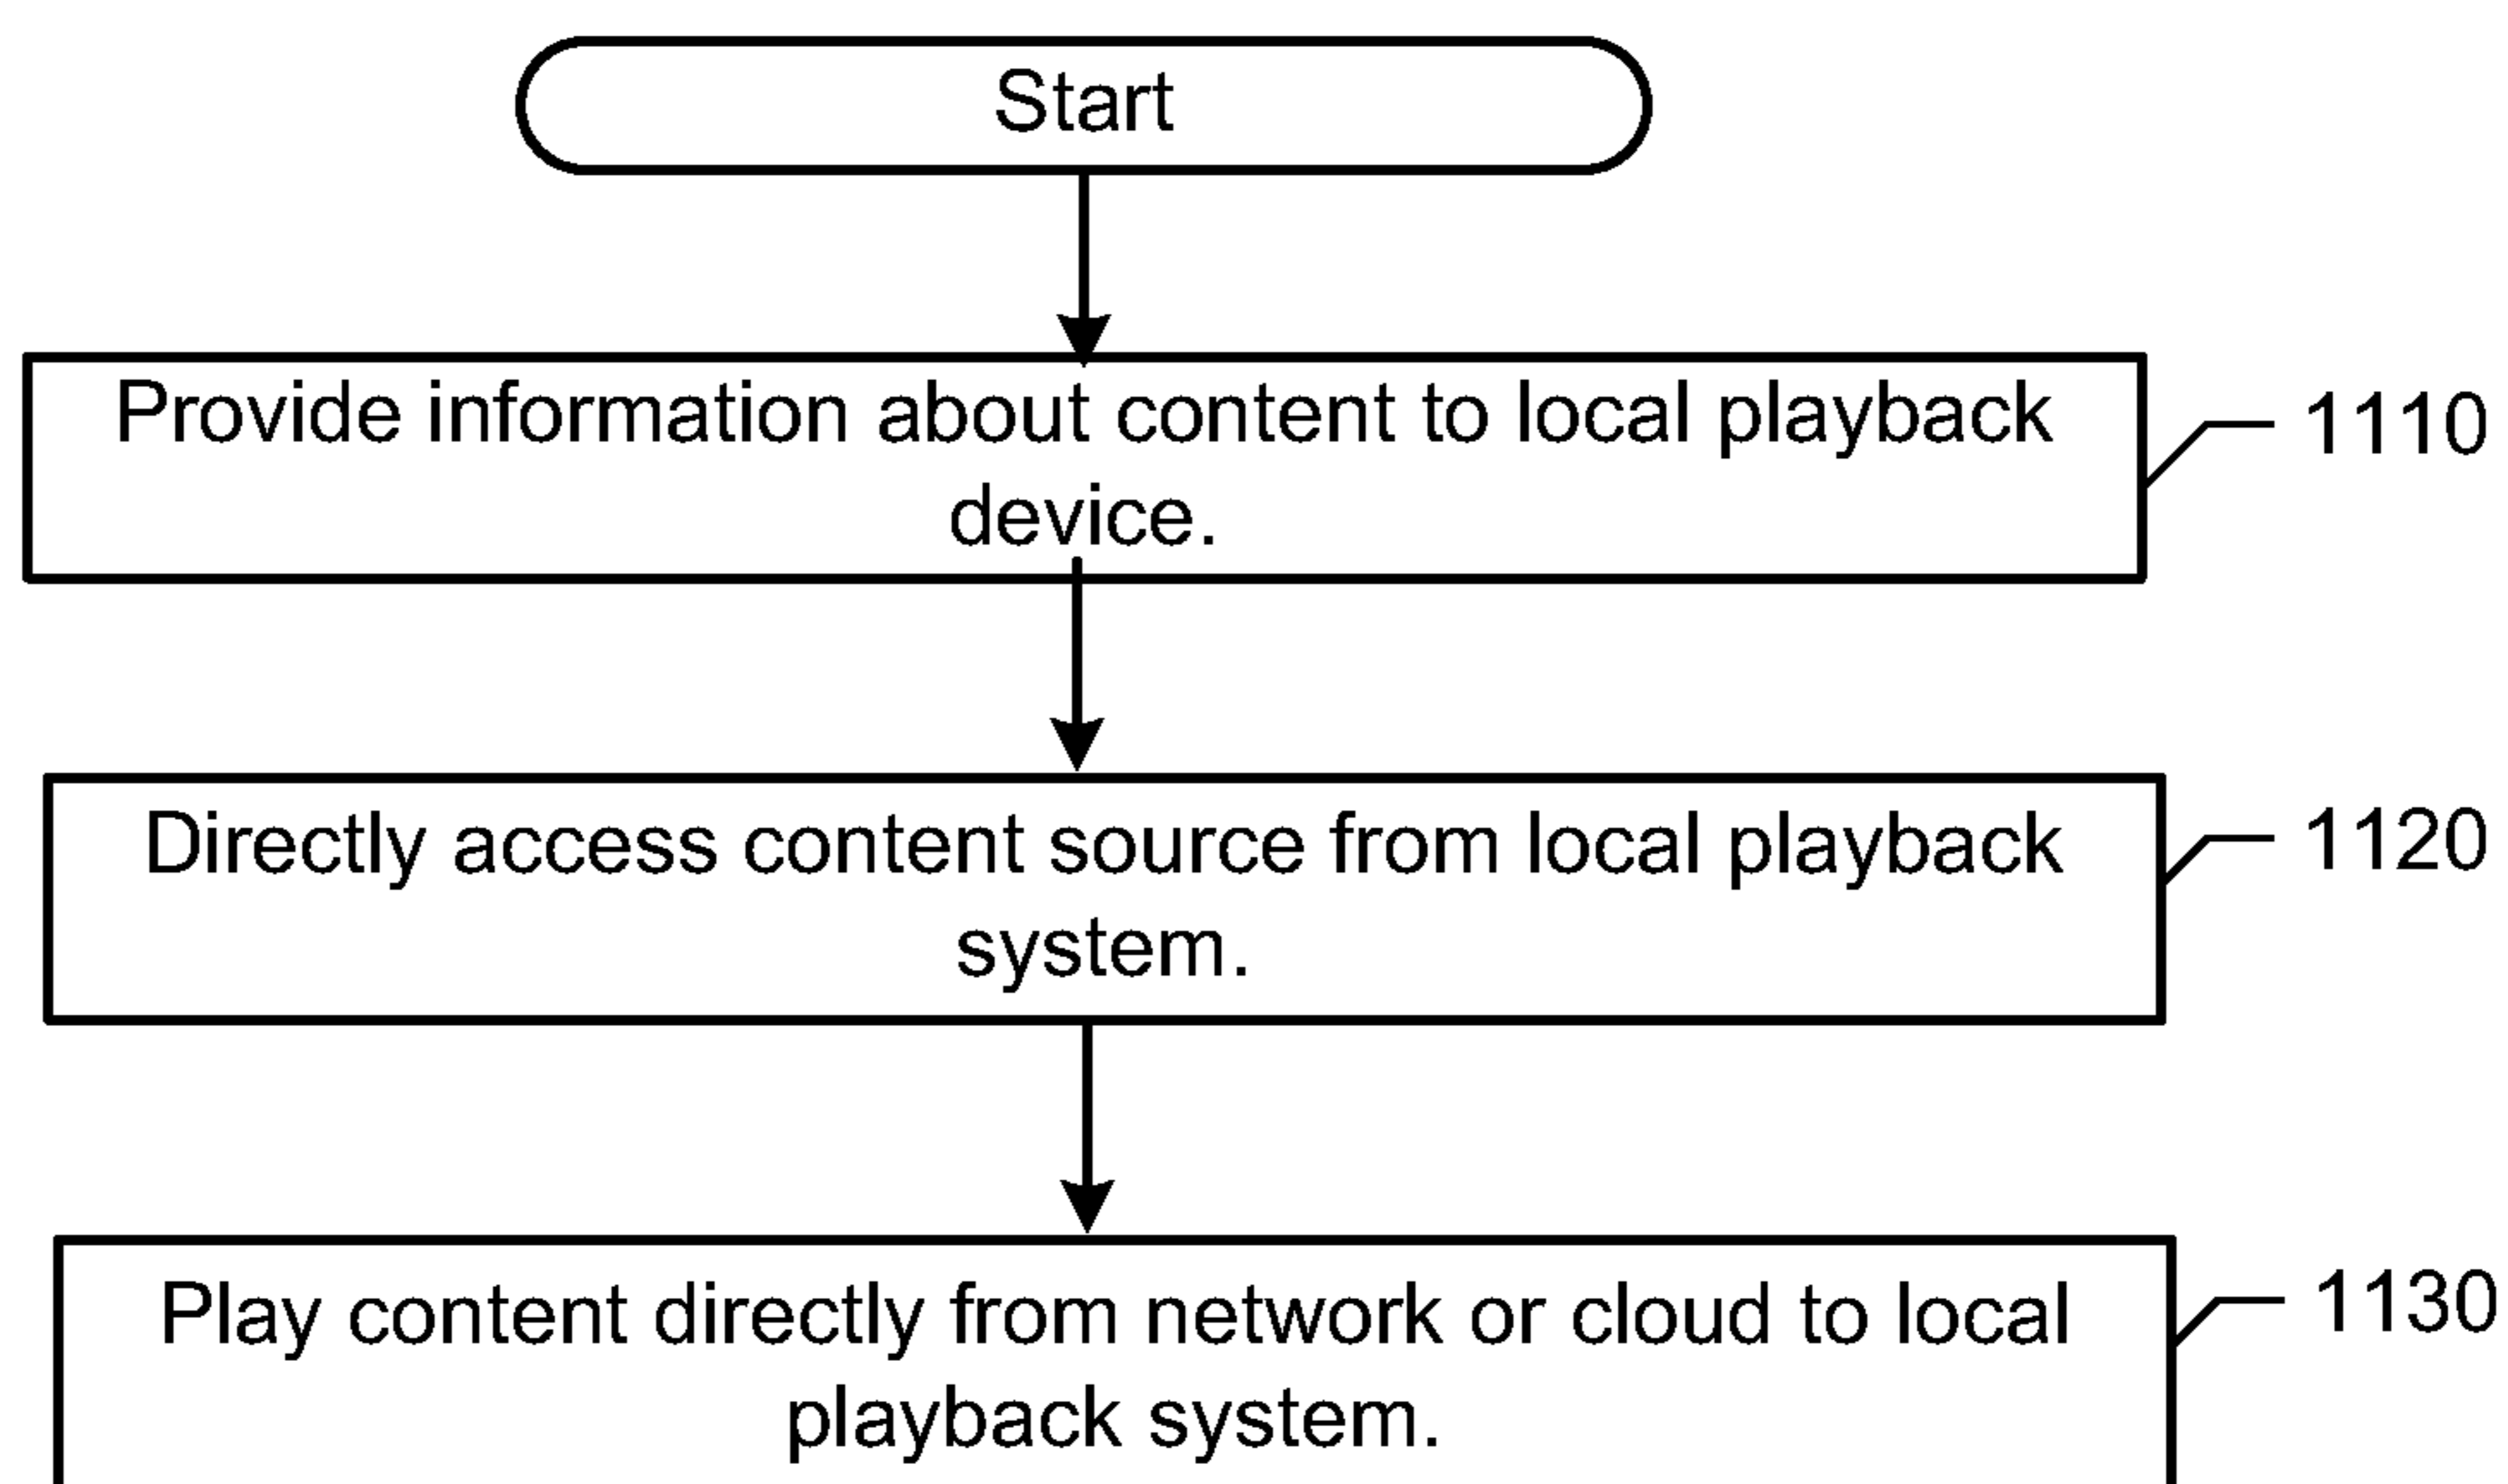 Start
Provide information about content to local playback
device.
1110
Directly access content source from local playback
system.
1120
Play content directly from network or cloud to local
playback system.
1130